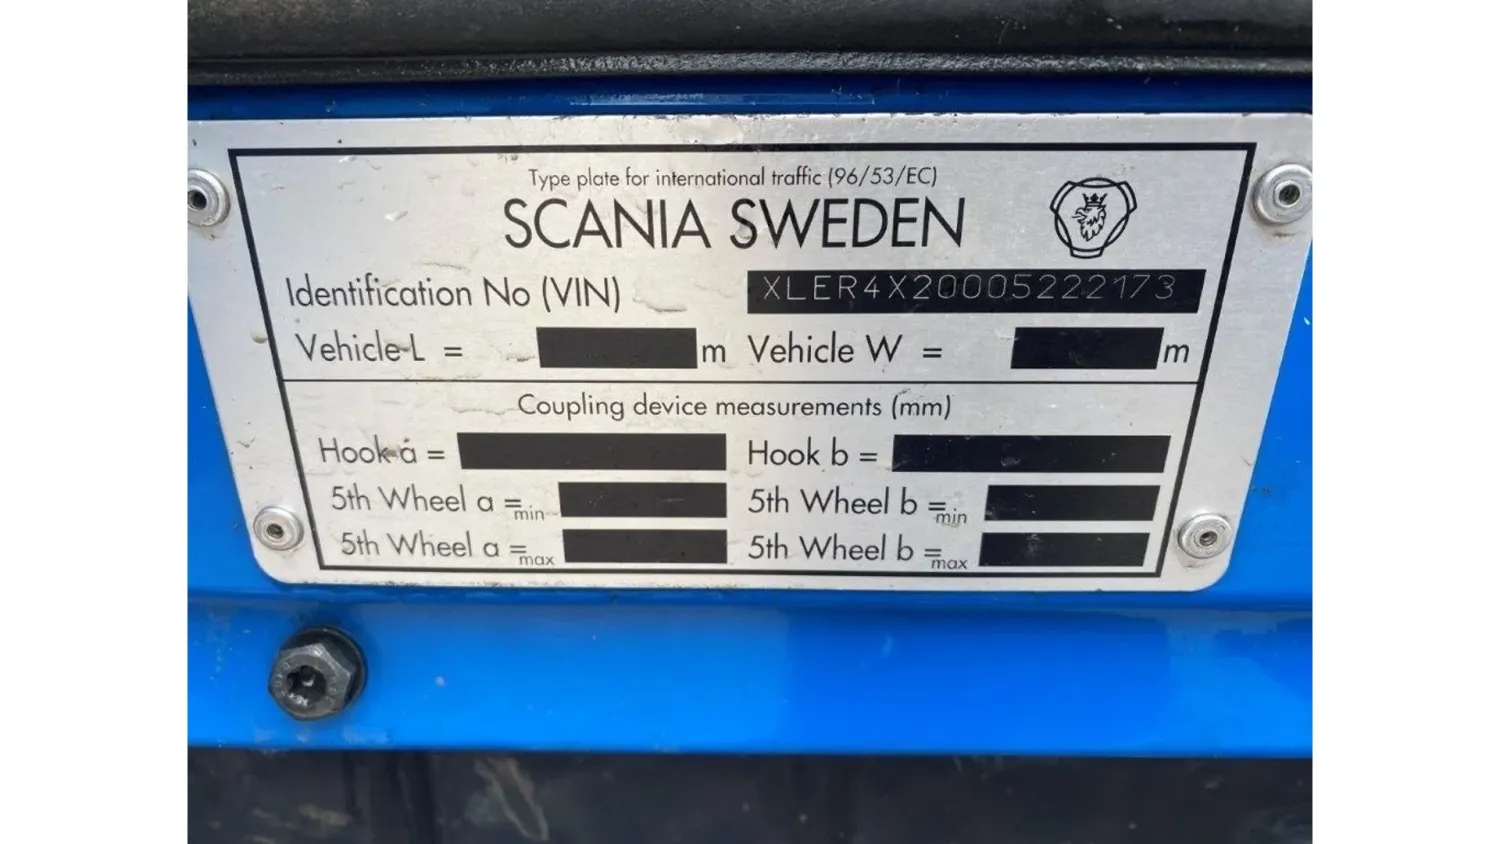 Type plate for international traffic (96/53/EC)
SCANIA SWEDEN
Identification No (VIN) XLER4X20005222173
Vehicle L = m Vehicle W = m
Coupling device measurements (mm)
Hook a = Hook b =
5th Wheel a =min 5th Wheel b =min
5th Wheel a =max 5th Wheel b =max